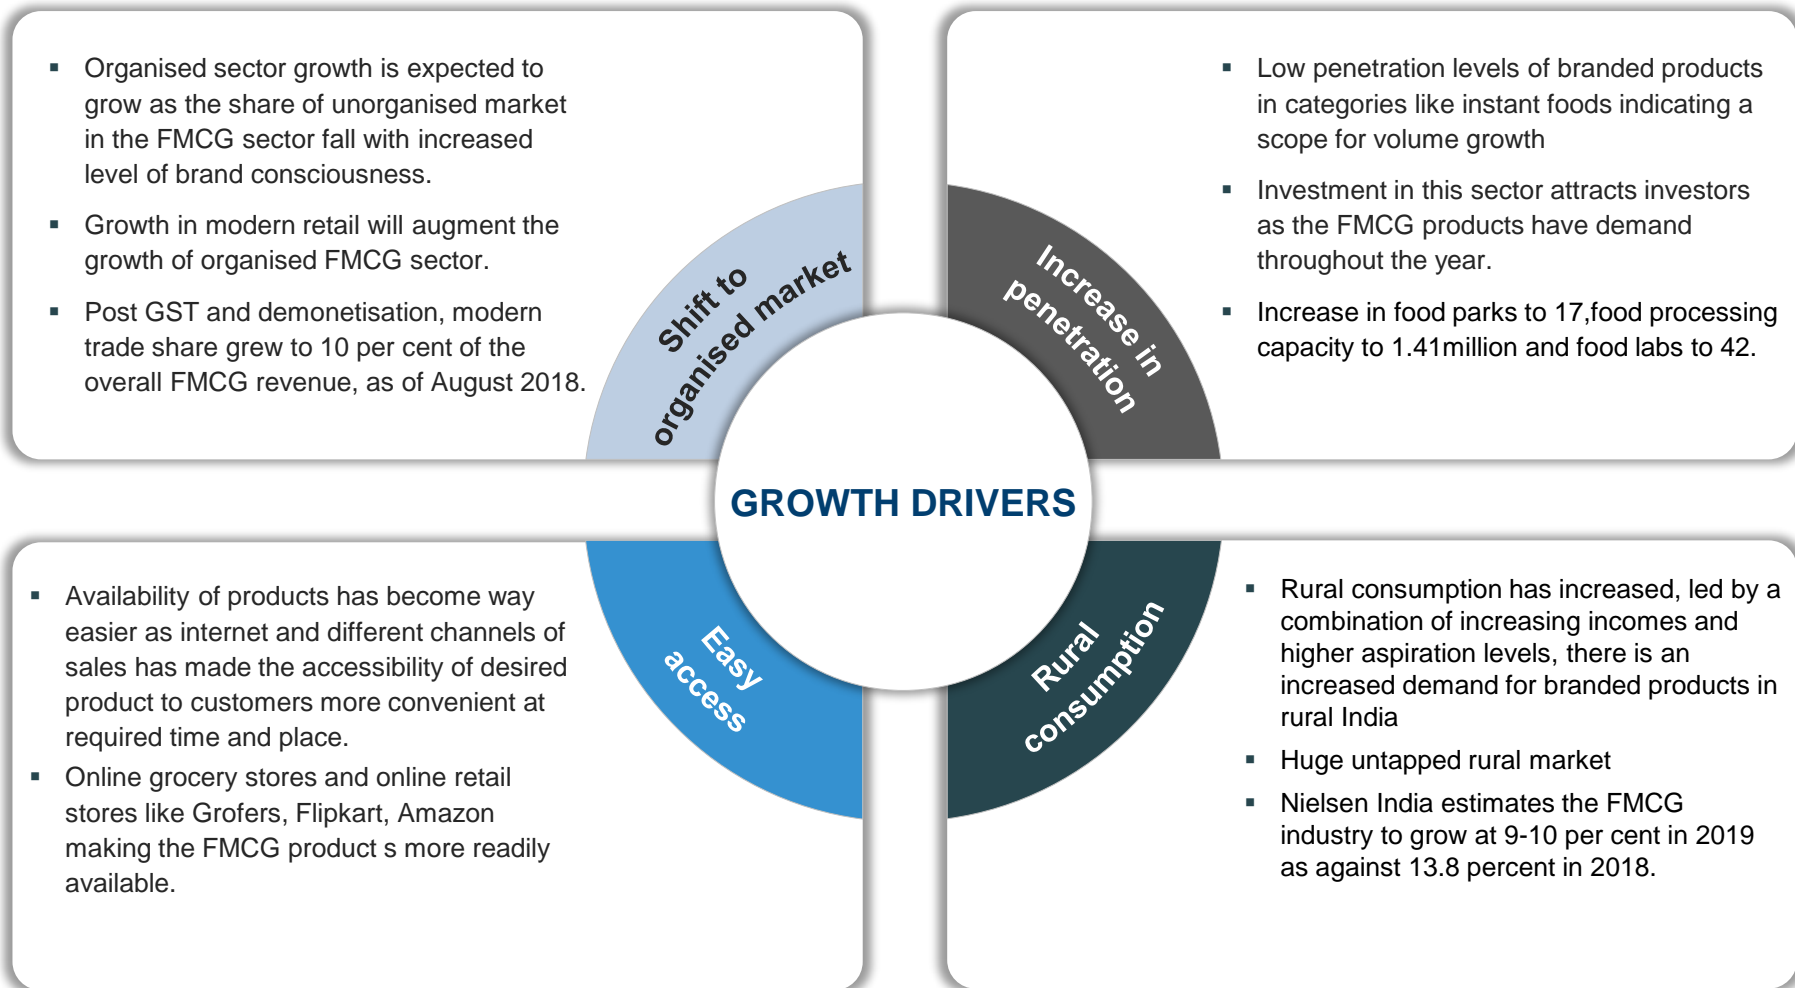 ▪ Organised sector growth is expected to
grow as the share of unorganised market
in the FMCG sector fall with increased
level of brand consciousness.
▪ Growth in modern retail will augment the
growth of organised FMCG sector.
▪ Post GST and demonetisation, modern
trade share grew to 10 per cent of the
overall FMCG revenue, as of August 2018.
Shift to
organised market
▪ Low penetration levels of branded products
in categories like instant foods indicating a
scope for volume growth
▪ Investment in this sector attracts investors
as the FMCG products have demand
throughout the year.
▪ Increase in food parks to 17,food processing
capacity to 1.41million and food labs to 42.
Increase in
penetration
GROWTH DRIVERS
▪ Availability of products has become way
easier as internet and different channels of
sales has made the accessibility of desired
product to customers more convenient at
required time and place.
▪ Online grocery stores and online retail
stores like Grofers, Flipkart, Amazon
making the FMCG product s more readily
available.
Easy
access
Rural
consumption
▪ Rural consumption has increased, led by a
combination of increasing incomes and
higher aspiration levels, there is an
increased demand for branded products in
rural India
▪ Huge untapped rural market
▪ Nielsen India estimates the FMCG
industry to grow at 9-10 per cent in 2019
as against 13.8 percent in 2018.